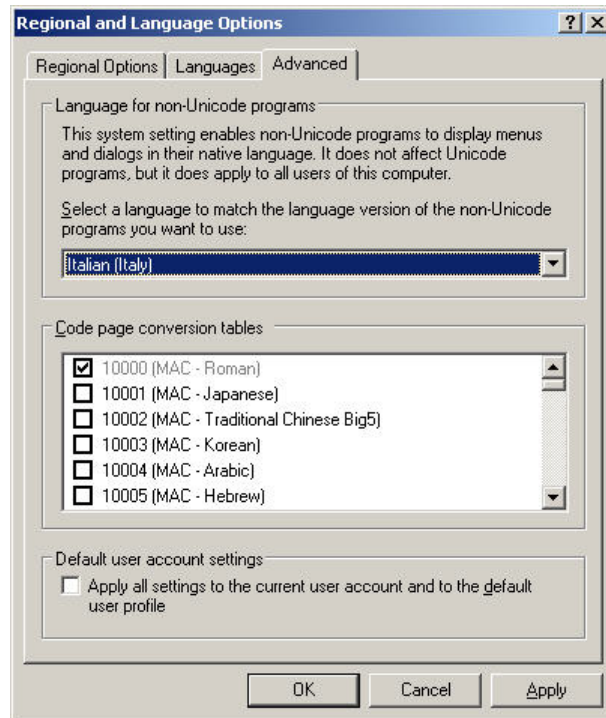 Regional and Language Options
Regional Options
Languages
Advanced
Language for non-Unicode programs
This system setting enables non-Unicode programs to display menus
and dialogs in their native language. It does not affect Unicode
programs, but it does apply to all users of this computer.
Select a language to match the language version of the non-Unicode
programs you want to use:
Italian (Italy)
Code page conversion tables
10000 (MAC - Roman)
10001 (MAC - Japanese)
10002 (MAC - Traditional Chinese Big5)
10003 (MAC - Korean)
10004 (MAC - Arabic)
10005 (MAC - Hebrew)
Default user account settings
Apply all settings to the current user account and to the default
user profile
OK
Cancel
Apply